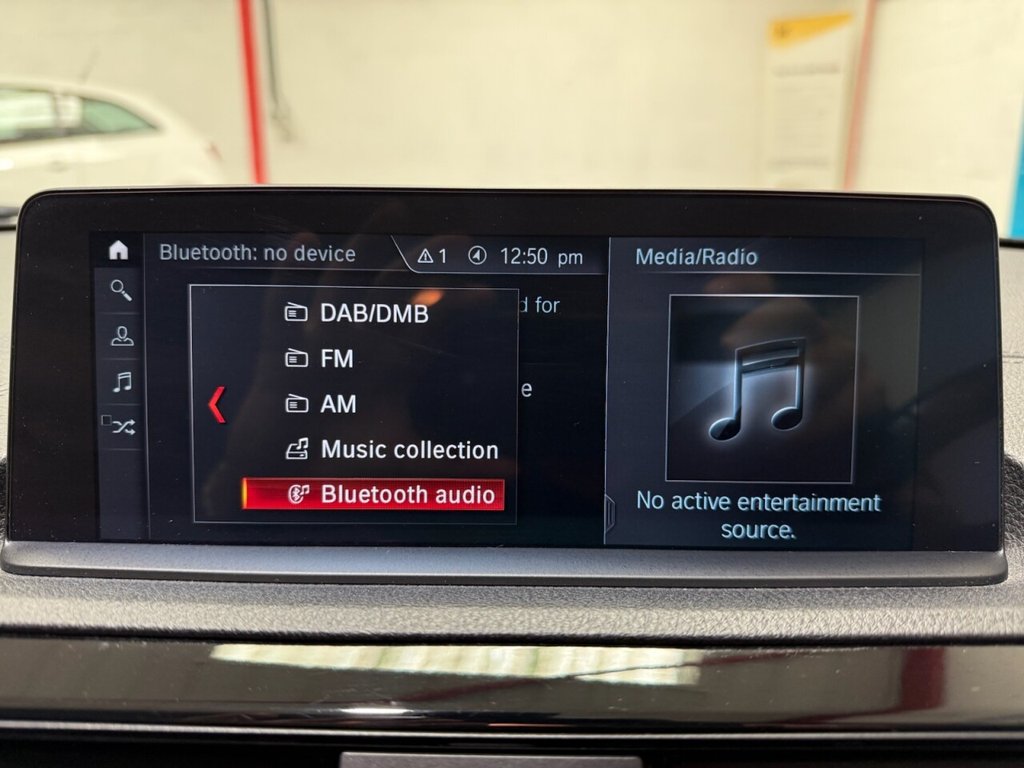 Bluetooth: no device
1
12:50 pm
Media/Radio
DAB/DMB
d for
FM
e
AM
Music collection
Bluetooth audio
No active entertainment
source.